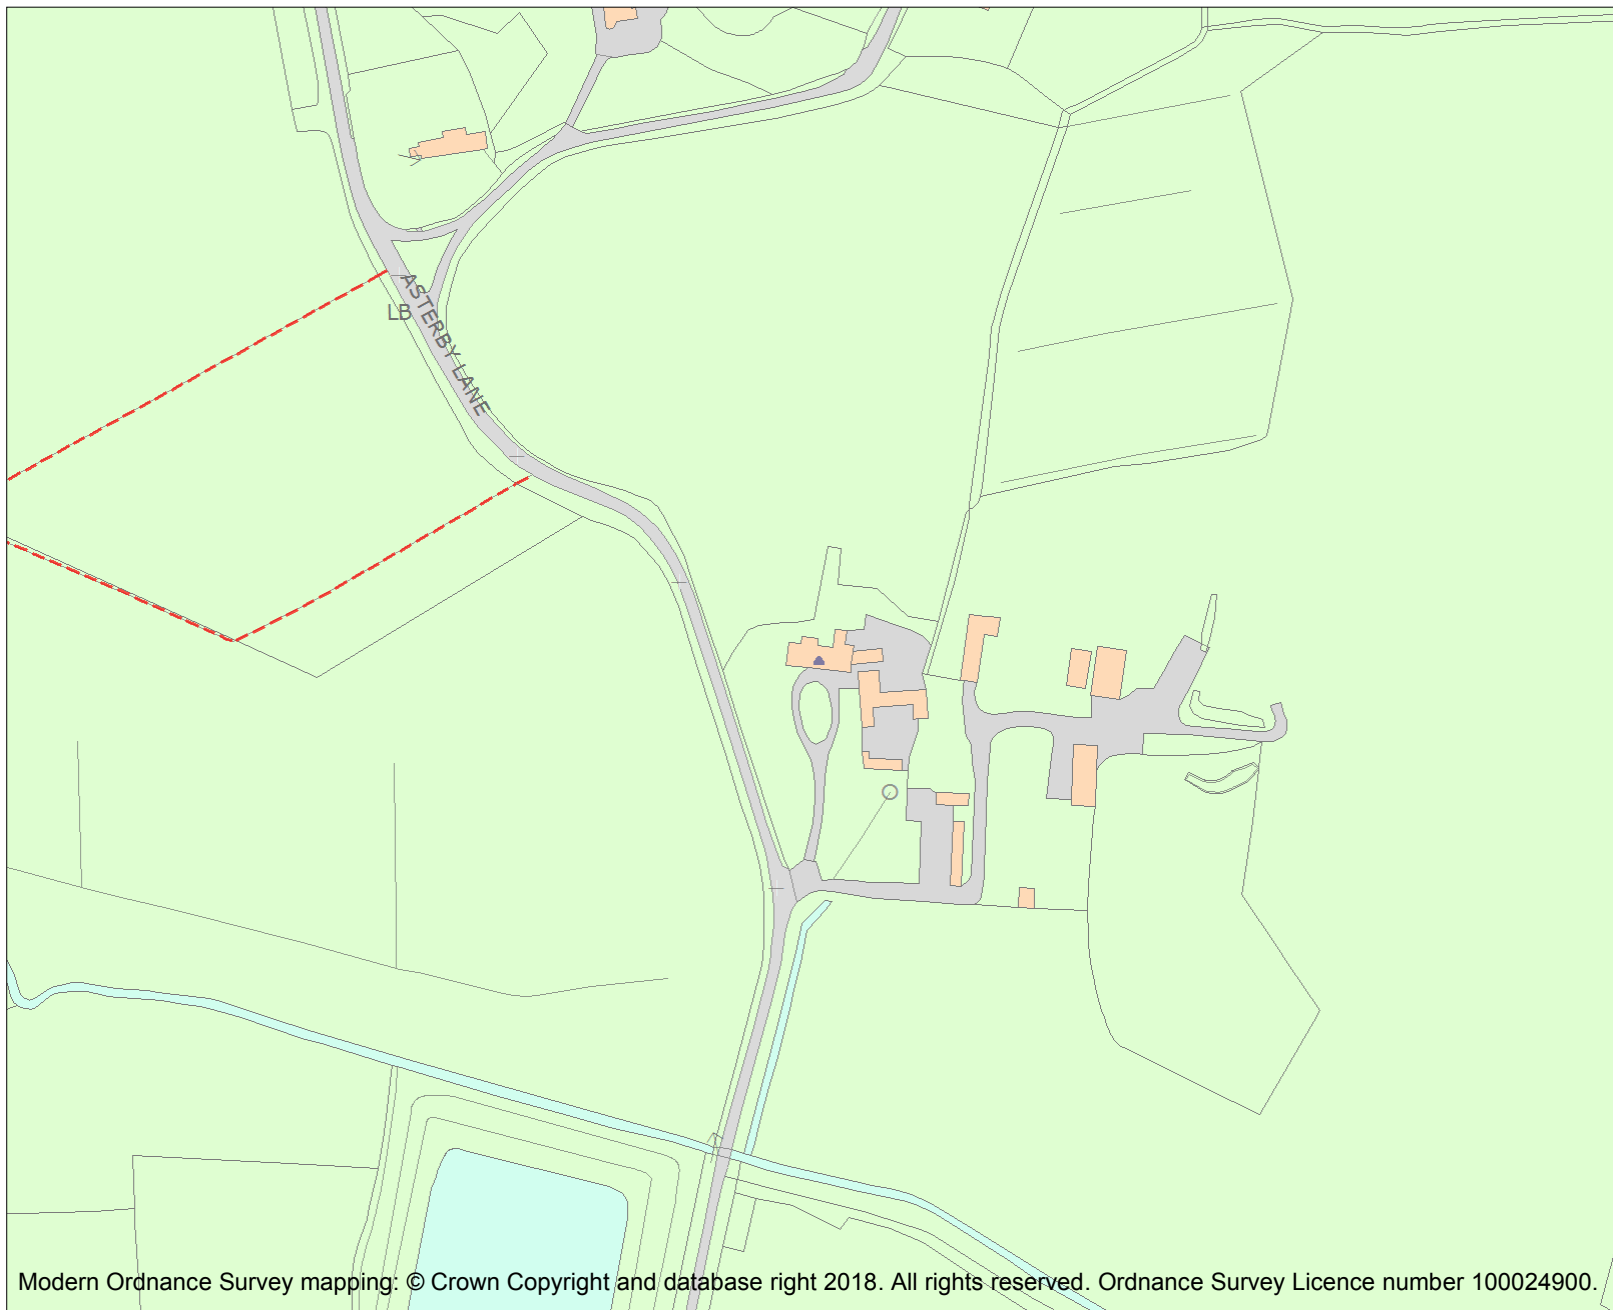 ASTERBY LANE
LB
Modern Ordnance Survey mapping: © Crown Copyright and database right 2018. All rights reserved. Ordnance Survey Licence number 100024900.